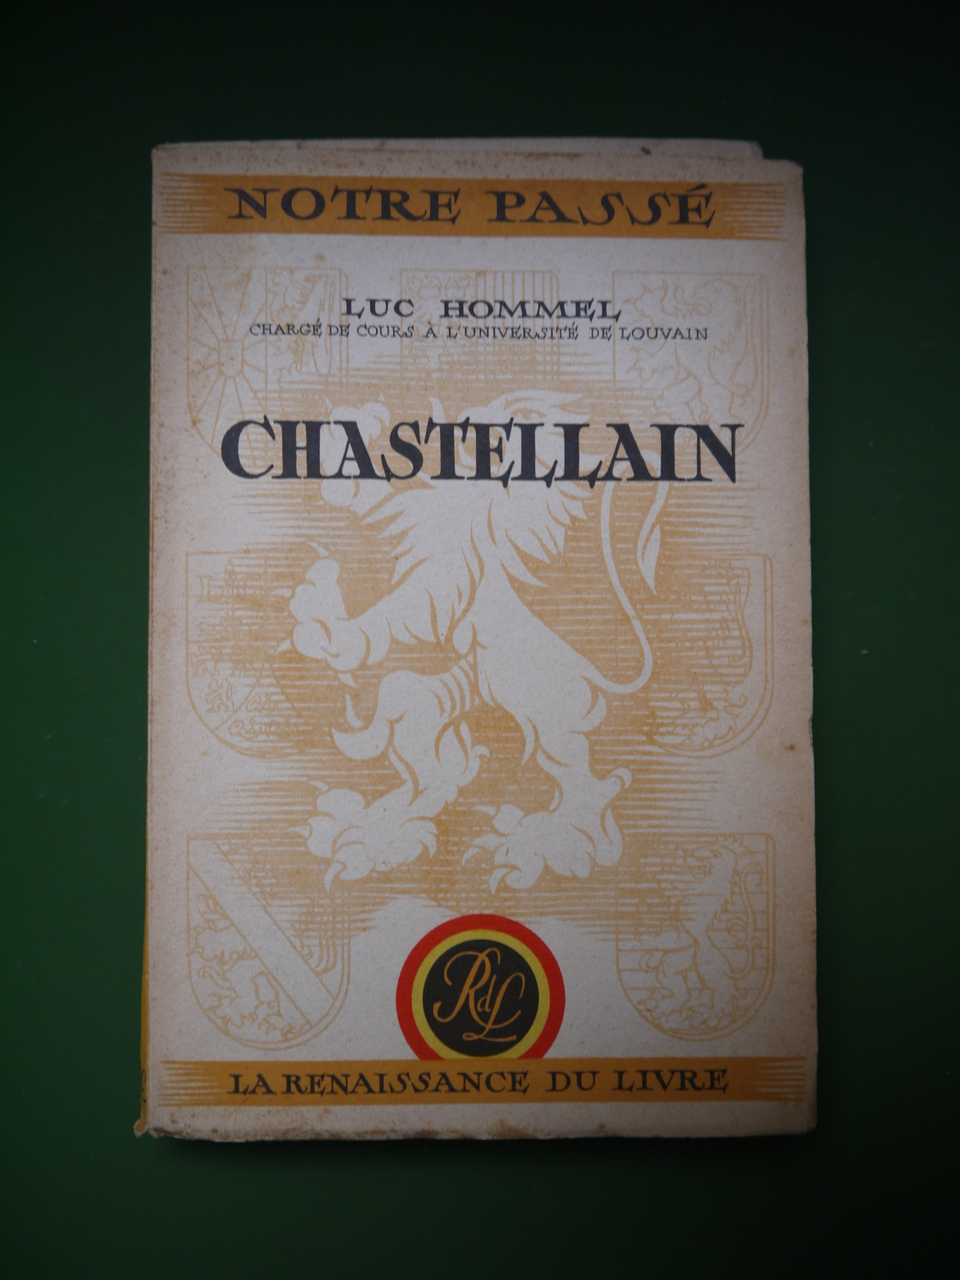 NOTRE PASSÉ
LUC HOMMEL
CHARGÉ DE COURS À L'UNIVERSITÉ DE LOUVAIN
CHASTELLAIN
RdL
LA RENAISSANCE DU LIVRE